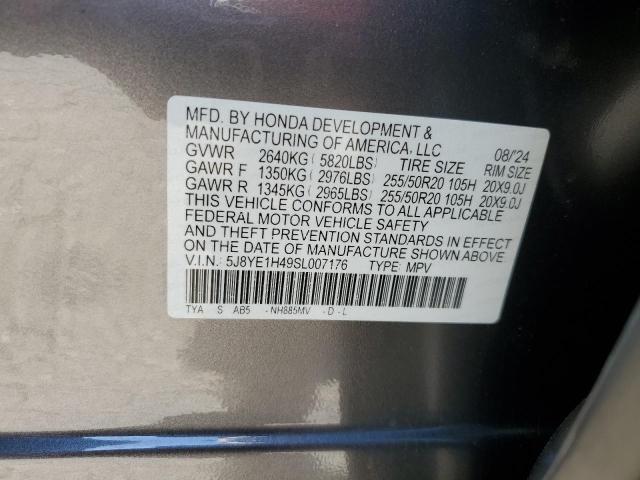 MFD. BY HONDA DEVELOPMENT &
MANUFACTURING OF AMERICA, LLC 08/'24
GVWR 2640KG ( 5820LBS) TIRE SIZE RIM SIZE
GAWR F 1350KG ( 2976LBS) 255/50R20 105H 20X9.0J
GAWR R 1345KG ( 2965LBS) 255/50R20 105H 20X9.0J
THIS VEHICLE CONFORMS TO ALL APPLICABLE
FEDERAL MOTOR VEHICLE SAFETY
AND THEFT PREVENTION STANDARDS IN EFFECT
ON THE DATE OF MANUFACTURE SHOWN ABOVE.
V.I.N.: 5J8YE1H49SL007176 TYPE: MPV
TYA S AB5 - NH885MV - D - L